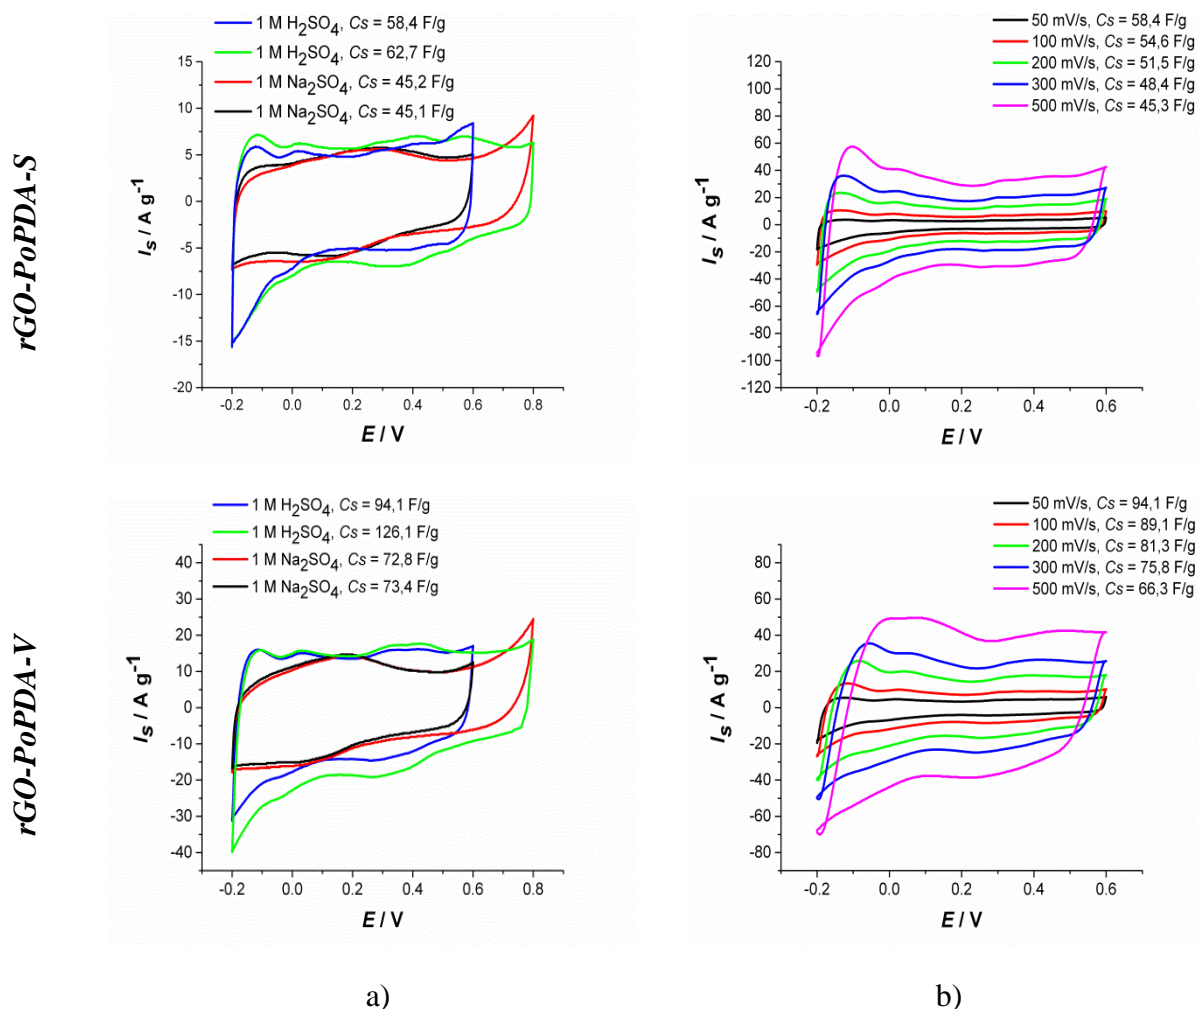 1 M H2SO4, Cs = 58,4 F/g
1 M H2SO4, Cs = 62,7 F/g
1 M Na2SO4, Cs = 45,2 F/g
1 M Na2SO4, Cs = 45,1 F/g
15
10
5
0
-5
-10
-15
-20
Is / A g-1
-0.2 0.0 0.2 0.4 0.6 0.8
E / V
50 mV/s, Cs = 58,4 F/g
100 mV/s, Cs = 54,6 F/g
200 mV/s, Cs = 51,5 F/g
300 mV/s, Cs = 48,4 F/g
500 mV/s, Cs = 45,3 F/g
120
100
80
60
40
20
0
-20
-40
-60
-80
-100
-120
Is / A g-1
-0.2 0.0 0.2 0.4 0.6
E / V
rGO-PoPDA-S
1 M H2SO4, Cs = 94,1 F/g
1 M H2SO4, Cs = 126,1 F/g
1 M Na2SO4, Cs = 72,8 F/g
1 M Na2SO4, Cs = 73,4 F/g
40
30
20
10
0
-10
-20
-30
-40
Is / A g-1
-0.2 0.0 0.2 0.4 0.6 0.8
E / V
50 mV/s, Cs = 94,1 F/g
100 mV/s, Cs = 89,1 F/g
200 mV/s, Cs = 81,3 F/g
300 mV/s, Cs = 75,8 F/g
500 mV/s, Cs = 66,3 F/g
80
60
40
20
0
-20
-40
-60
-80
Is / A g-1
-0.2 0.0 0.2 0.4 0.6
E / V
rGO-PoPDA-V
a) b)